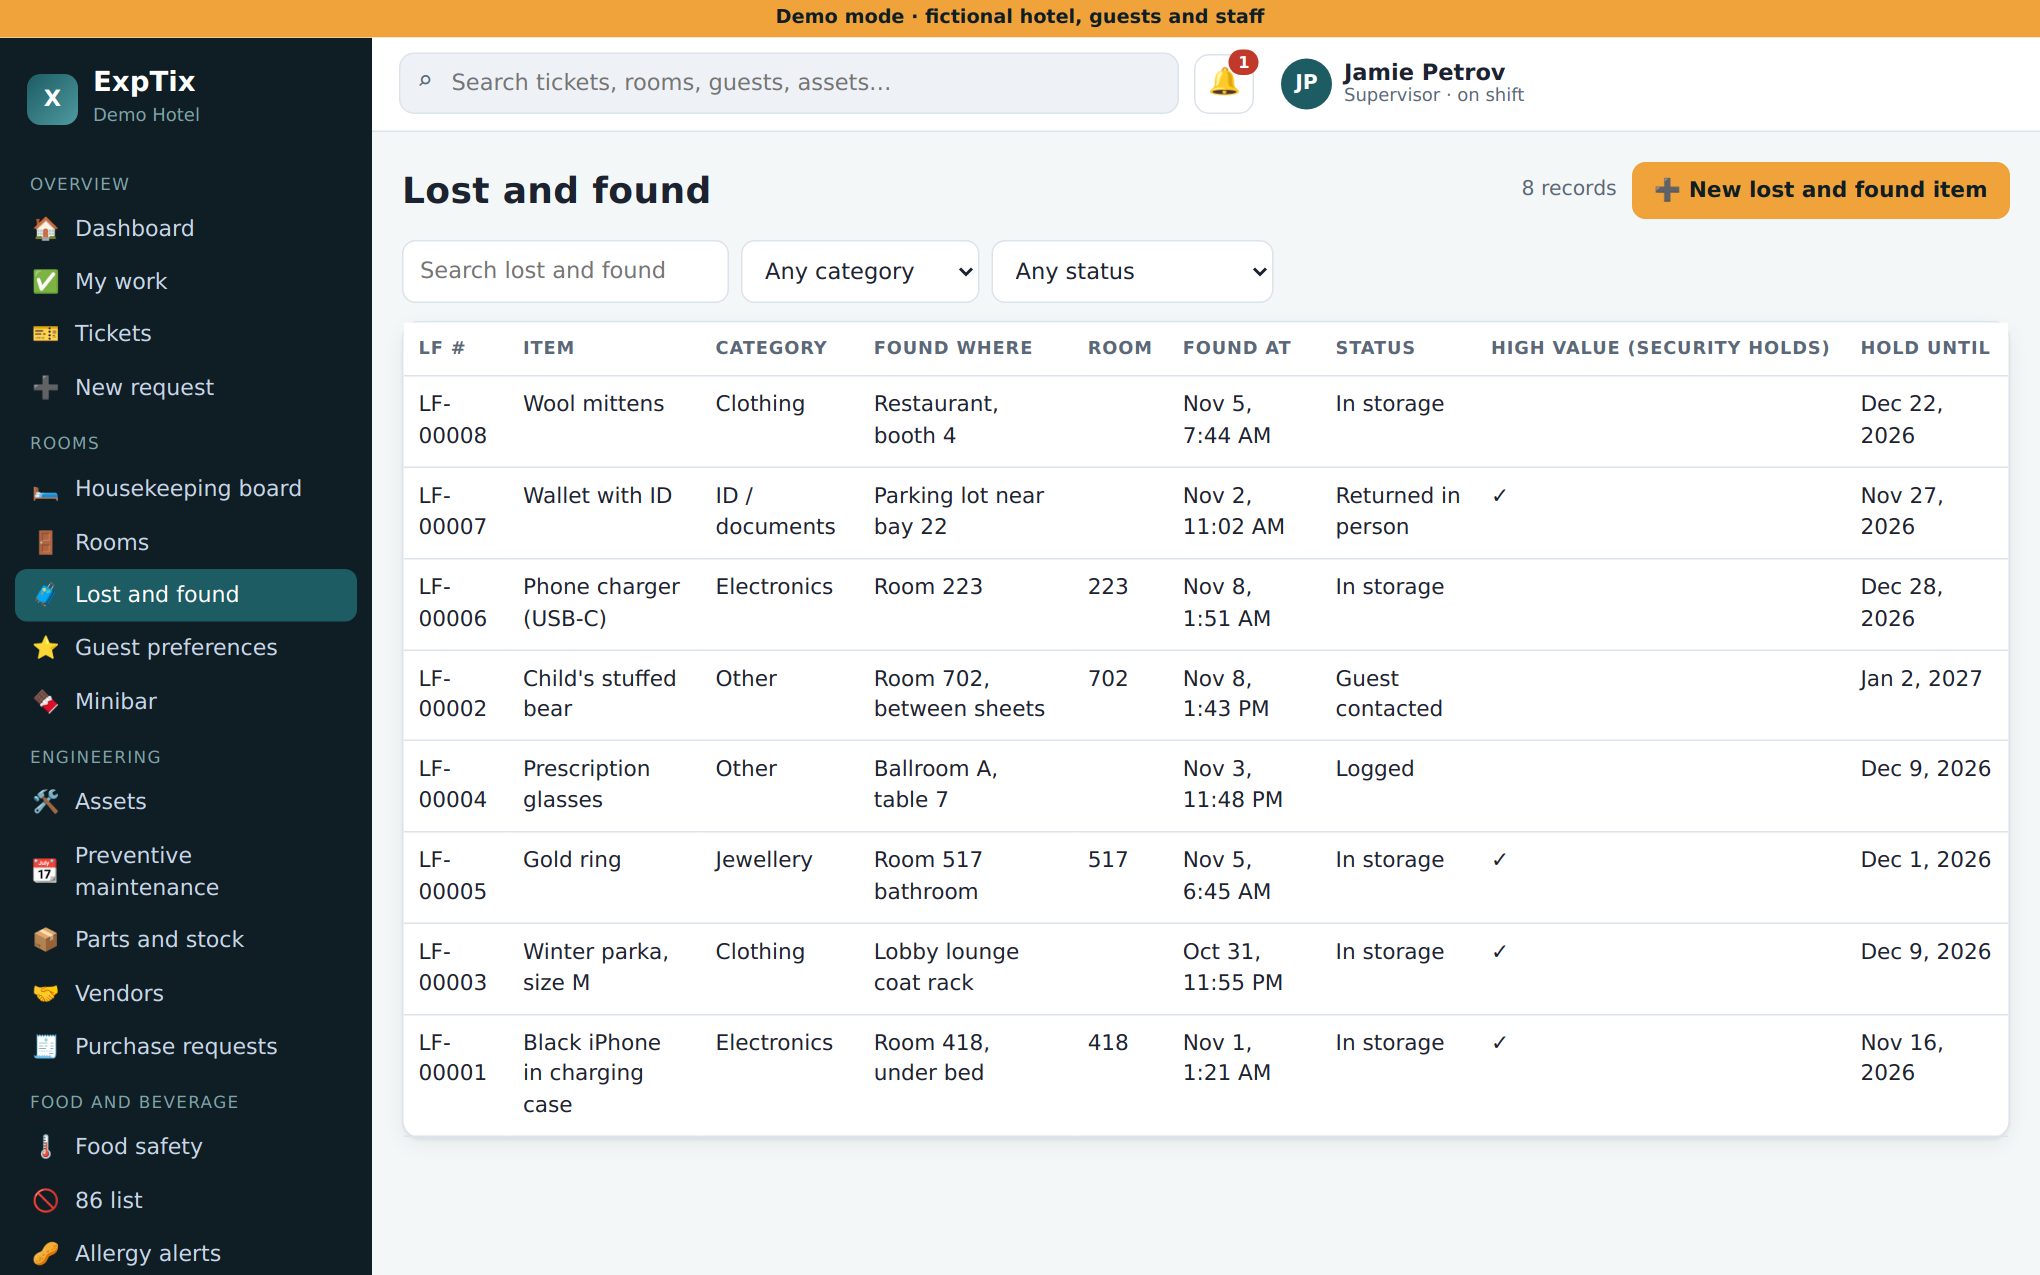 Demo mode · fictional hotel, guests and staff
X
ExpTix
Demo Hotel
OVERVIEW
Dashboard
My work
Tickets
New request
ROOMS
Housekeeping board
Rooms
Lost and found
Guest preferences
Minibar
ENGINEERING
Assets
Preventive
maintenance
Parts and stock
Vendors
Purchase requests
FOOD AND BEVERAGE
Food safety
86 list
Allergy alerts
Search tickets, rooms, guests, assets…
1
JP
Jamie Petrov
Supervisor · on shift
Lost and found
8 records
➕ New lost and found item
Search lost and found
Any category
Any status
LF # ITEM CATEGORY FOUND WHERE ROOM FOUND AT STATUS HIGH VALUE (SECURITY HOLDS) HOLD UNTIL
LF- Wool mittens Clothing Restaurant, Nov 5, In storage Dec 22,
00008 booth 4 7:44 AM 2026
LF- Wallet with ID ID / Parking lot near Nov 2, Returned in ✓ Nov 27,
00007 documents bay 22 11:02 AM person 2026
LF- Phone charger Electronics Room 223 223 Nov 8, In storage Dec 28,
00006 (USB-C) 1:51 AM 2026
LF- Child's stuffed Other Room 702, 702 Nov 8, Guest Jan 2, 2027
00002 bear between sheets 1:43 PM contacted
LF- Prescription Other Ballroom A, Nov 3, Logged Dec 9, 2026
00004 glasses table 7 11:48 PM
LF- Gold ring Jewellery Room 517 517 Nov 5, In storage ✓ Dec 1, 2026
00005 bathroom 6:45 AM
LF- Winter parka, Clothing Lobby lounge Oct 31, In storage ✓ Dec 9, 2026
00003 size M coat rack 11:55 PM
LF- Black iPhone Electronics Room 418, 418 Nov 1, In storage ✓ Nov 16,
00001 in charging under bed 1:21 AM 2026
case